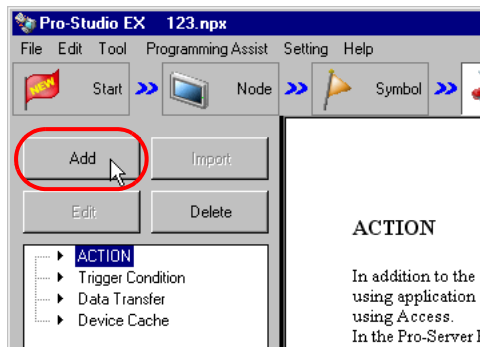 Pro-Studio EX 123.npx
File Edit Tool Programming Assist Setting Help
NEW Start Node Symbol
Add Import
Edit Delete
ACTION
Trigger Condition
Data Transfer
Device Cache
ACTION
In addition to the
using application
using Access.
In the Pro-Server